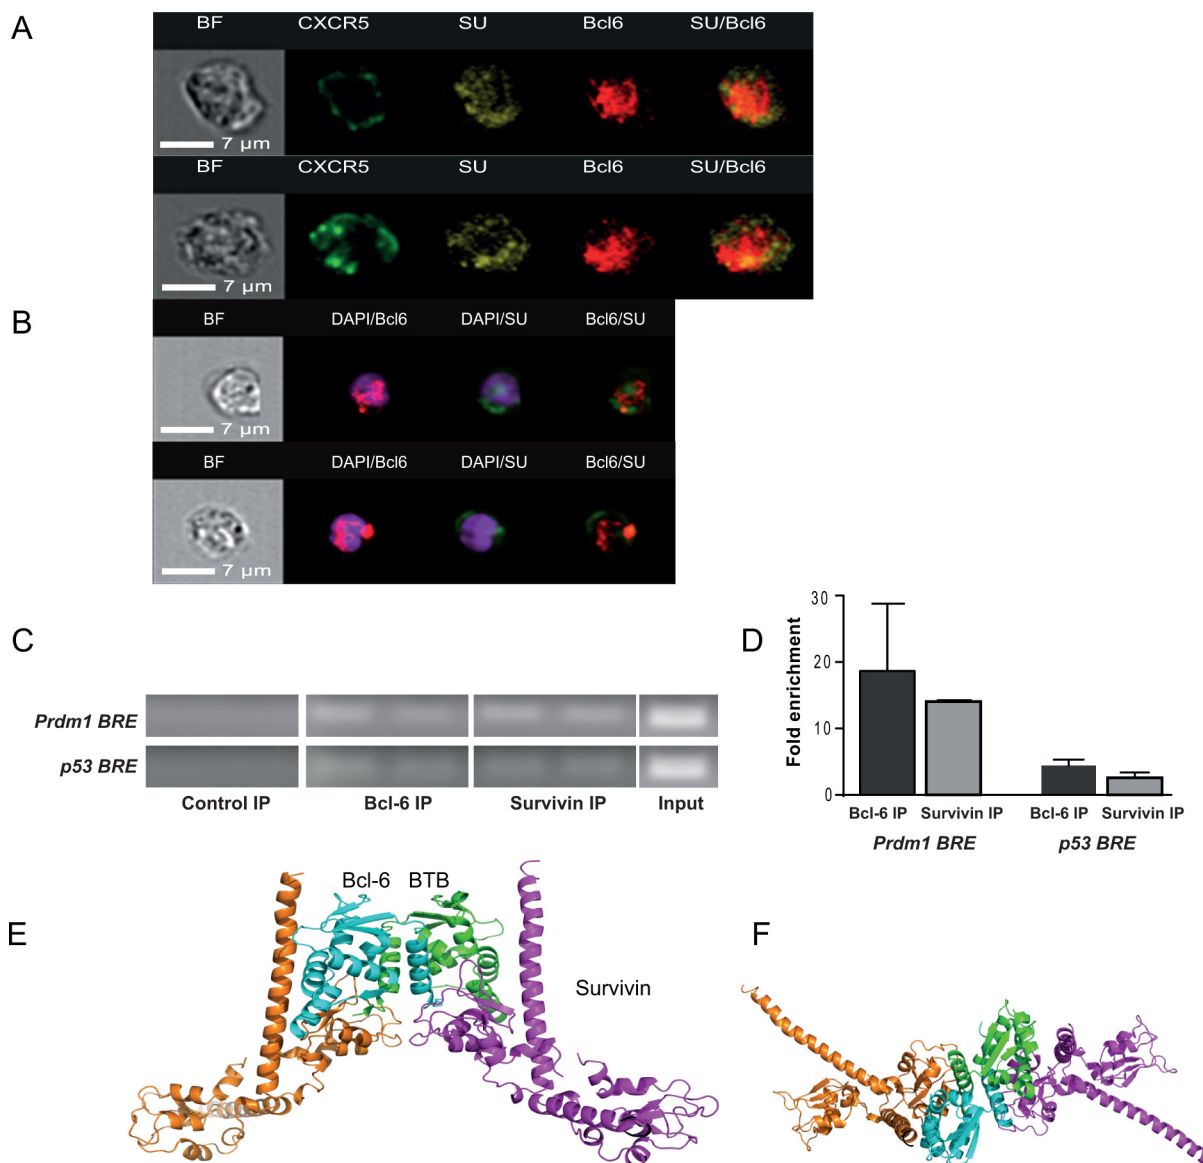 A
BF CXCR5 SU Bcl6 SU/Bcl6
7 µm
BF CXCR5 SU Bcl6 SU/Bcl6
7 µm
B
BF DAPI/Bcl6 DAPI/SU Bcl6/SU
7 µm
BF DAPI/Bcl6 DAPI/SU Bcl6/SU
7 µm
C
Prdm1 BRE
p53 BRE
Control IP Bcl-6 IP Survivin IP Input
D
Fold enrichment
30
20
10
0
Bcl-6 IP Survivin IP Bcl-6 IP Survivin IP
Prdm1 BRE p53 BRE
E
Bcl-6 BTB
Survivin
F